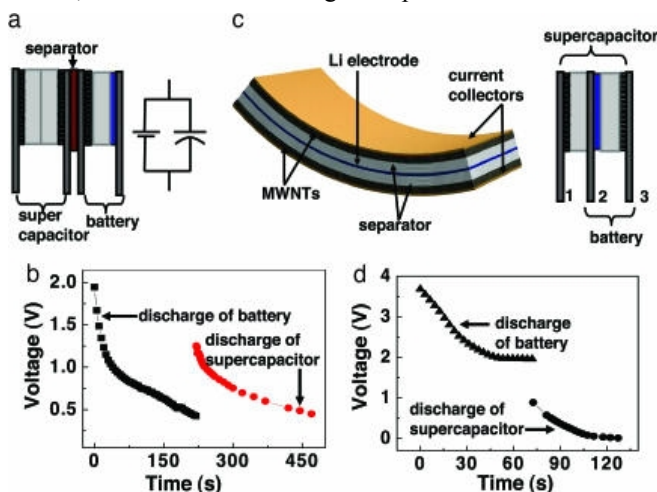 a
separator
super
capacitor
battery
c
Li electrode
current
collectors
MWNTs
separator
supercapacitor
1 2 3
battery
b
2.0
1.5
1.0
0.5
Voltage (V)
discharge of battery
discharge of
supercapacitor
0 150 300 450
Time (s)
d
4
3
2
1
0
Voltage (V)
discharge
of battery
discharge of
supercapacitor
0 30 60 90 120
Time (s)